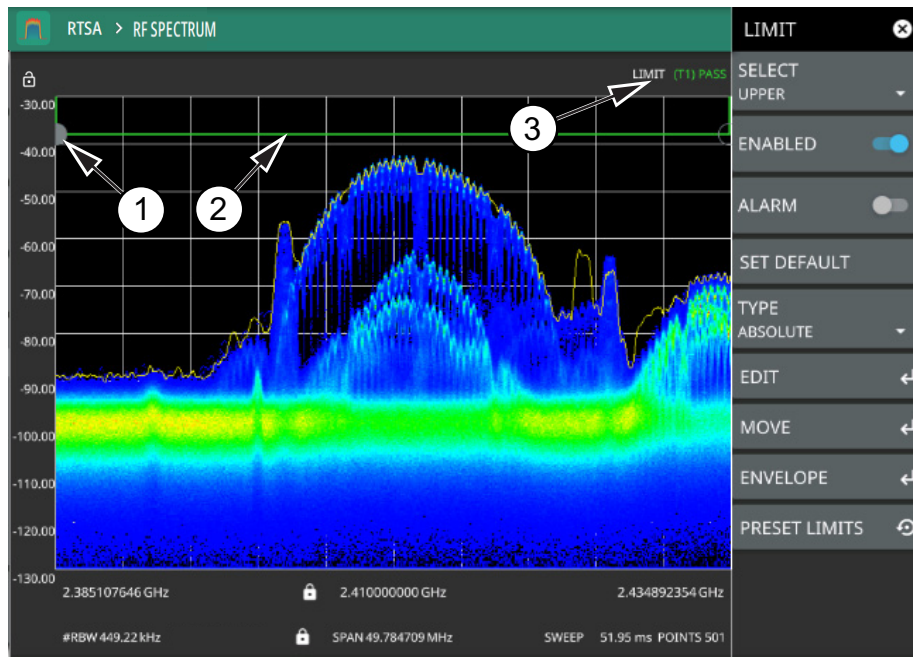 RTSA > RF SPECTRUM
LIMIT (T1) PASS
-30.00
-40.00
-50.00
-60.00
-70.00
-80.00
-90.00
-100.00
-110.00
-120.00
-130.00
1
2
3
2.385107646 GHz
2.410000000 GHz
2.434892354 GHz
#RBW 449.22 kHz
SPAN 49.784709 MHz
SWEEP 51.95 ms POINTS 501
LIMIT
SELECT
UPPER
ENABLED
ALARM
SET DEFAULT
TYPE
ABSOLUTE
EDIT
MOVE
ENVELOPE
PRESET LIMITS